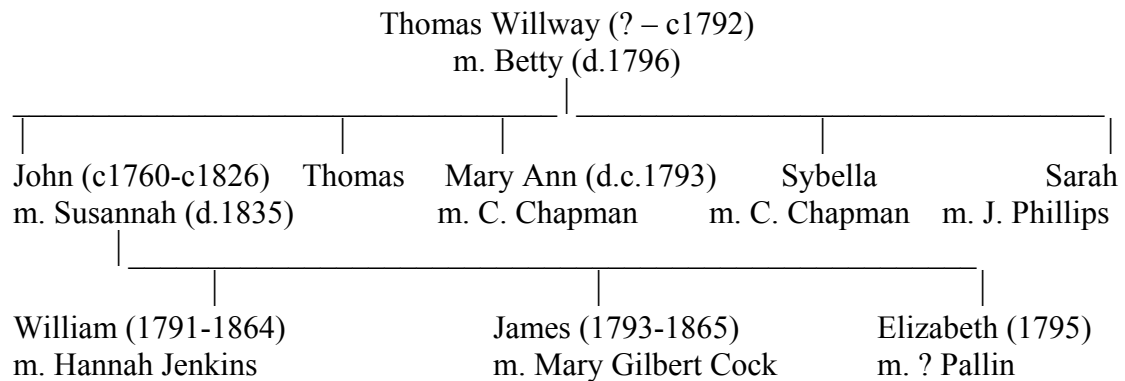 Thomas Willway (? – c1792)
m. Betty (d.1796)
John (c1760-c1826) Thomas Mary Ann (d.c.1793) Sybella Sarah
m. Susannah (d.1835) m. C. Chapman m. C. Chapman m. J. Phillips
William (1791-1864) James (1793-1865) Elizabeth (1795)
m. Hannah Jenkins m. Mary Gilbert Cock m. ? Pallin